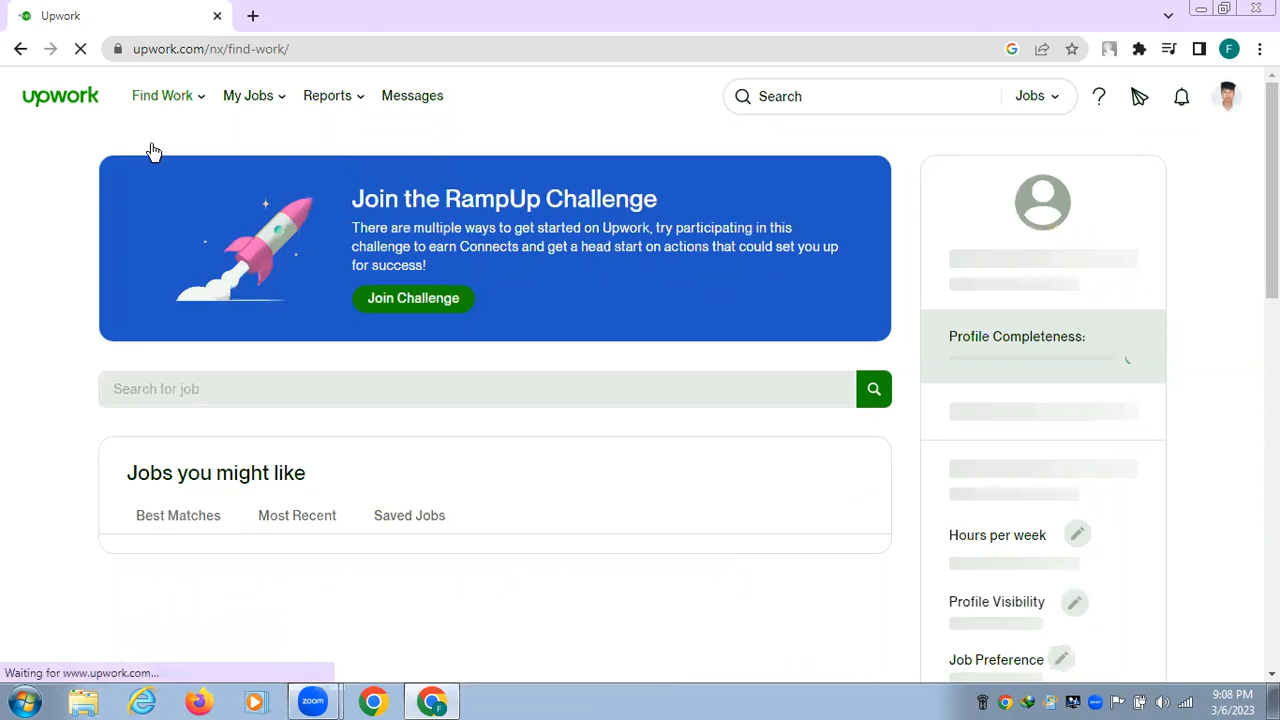 Upwork
upwork.com/nx/find-work/
F
upwork
Find Work
My Jobs
Reports
Messages
Search
Jobs
Join the RampUp Challenge
There are multiple ways to get started on Upwork, try participating in this
challenge to earn Connects and get a head start on actions that could set you up
for success!
Join Challenge
Search for job
Jobs you might like
Best Matches
Most Recent
Saved Jobs
Profile Completeness:
Hours per week
Profile Visibility
Job Preference
Waiting for www.upwork.com...
zoom
F
9:08 PM
3/6/2023